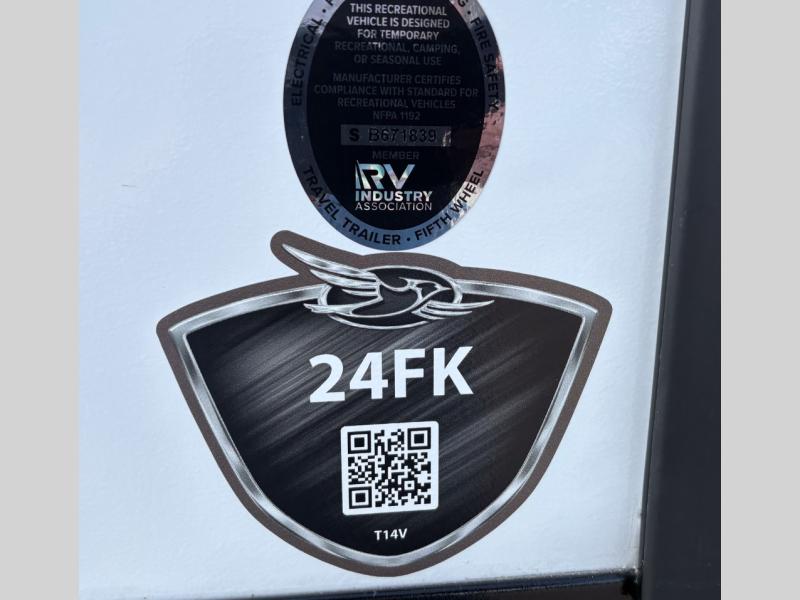 THIS RECREATIONAL
VEHICLE IS DESIGNED
FOR TEMPORARY
RECREATIONAL, CAMPING,
OR SEASONAL USE
MANUFACTURER CERTIFIES
COMPLIANCE WITH STANDARD FOR
RECREATIONAL VEHICLES
NFPA 1192
S B671839
MEMBER
RV
INDUSTRY
ASSOCIATION
ELECTRICAL •
• FIRE SAFETY •
TRAVEL TRAILER • FIFTH WHEEL
24FK
T14V